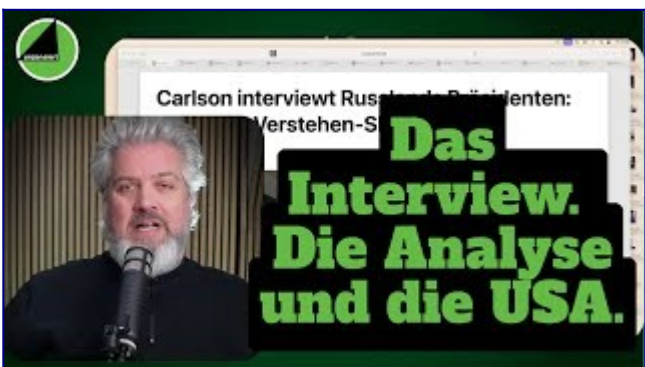 Carlson interviewt Russlands Präsidenten:
Verstehen-S
Das
Interview.
Die Analyse
und die USA.